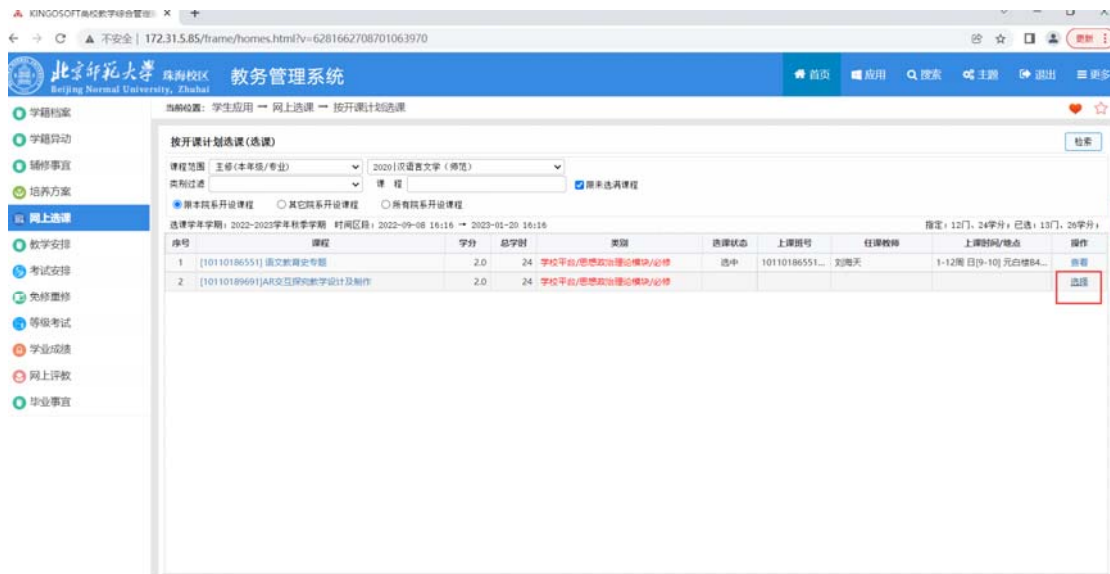 KINGOSOFT高校教学综合管理
不安全 | 172.31.5.85/frame/homes.html?v=6281662708701063970
更新
北京师范大学 珠海校区 教务管理系统
Beijing Normal University, Zhuhai
首页 应用 搜索 主题 退出 更多
当前位置: 学生应用 → 网上选课 → 按开课计划选课
学籍档案
学籍异动
辅修事宜
培养方案
网上选课
教学安排
考试安排
免修重修
等级考试
学业成绩
网上评教
毕业事宜
按开课计划选课(选课) 检索
课程范围 主修(本年级/专业) 2020|汉语言文学（师范）
类别过滤 课 程 限未选满课程
限本院系开设课程 其它院系开设课程 所有院系开设课程
选课学年学期: 2022-2023学年秋季学期 时间区段: 2022-09-08 16:16 → 2023-01-20 16:16 指定: 12门, 24学分; 已选: 13门, 26学分;
序号 课程 学分 总学时 类别 选课状态 上课班号 任课教师 上课时间/地点 操作
1 [10110186551] 语文教育史专题 2.0 24 学校平台/思想政治理论模块/必修 选中 10110186551... 刘海天 1-12周 日[9-10] 元白楼B4... 查看
2 [10110189691]AR交互探究教学设计及制作 2.0 24 学校平台/思想政治理论模块/必修 选择